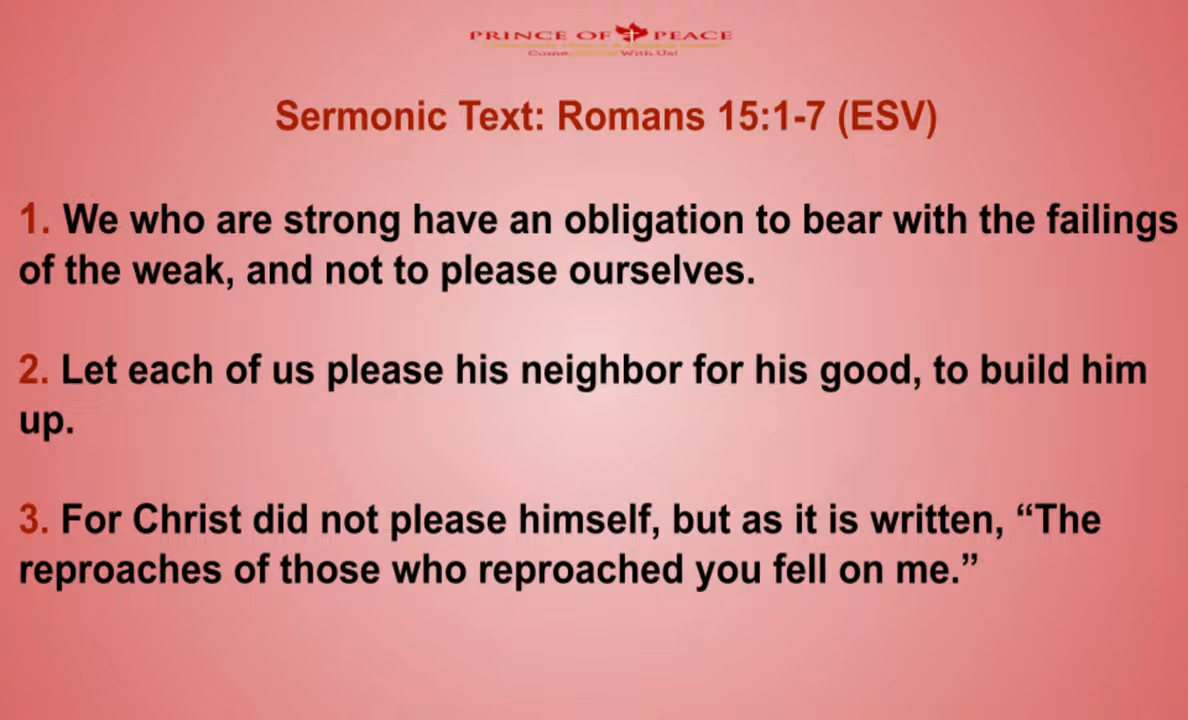 PRINCE OF PEACE
Come With Us!
Sermonic Text: Romans 15:1-7 (ESV)
1. We who are strong have an obligation to bear with the failings
of the weak, and not to please ourselves.
2. Let each of us please his neighbor for his good, to build him
up.
3. For Christ did not please himself, but as it is written, “The
reproaches of those who reproached you fell on me.”